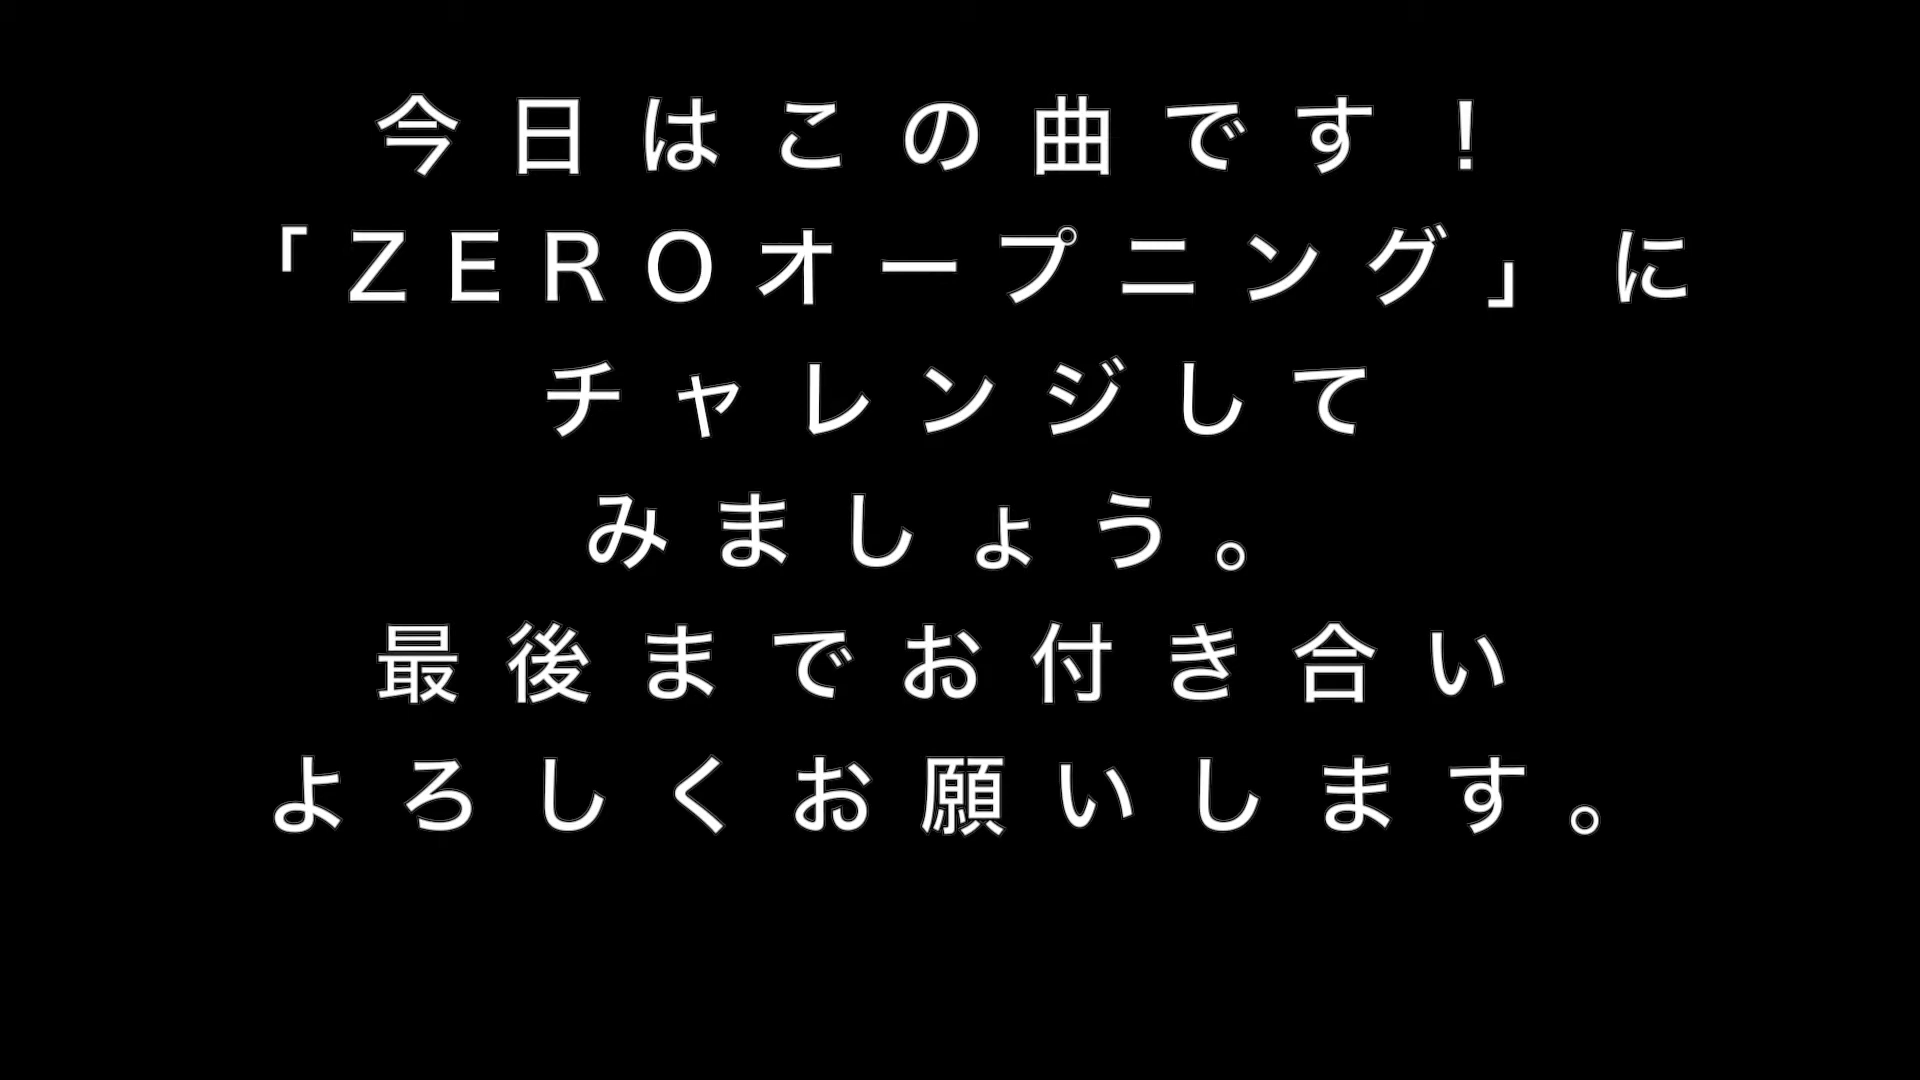 今日はこの曲です！
「ZEROオープニング」に
チャレンジして
みましょう。
最後までお付き合い
よろしくお願いします。